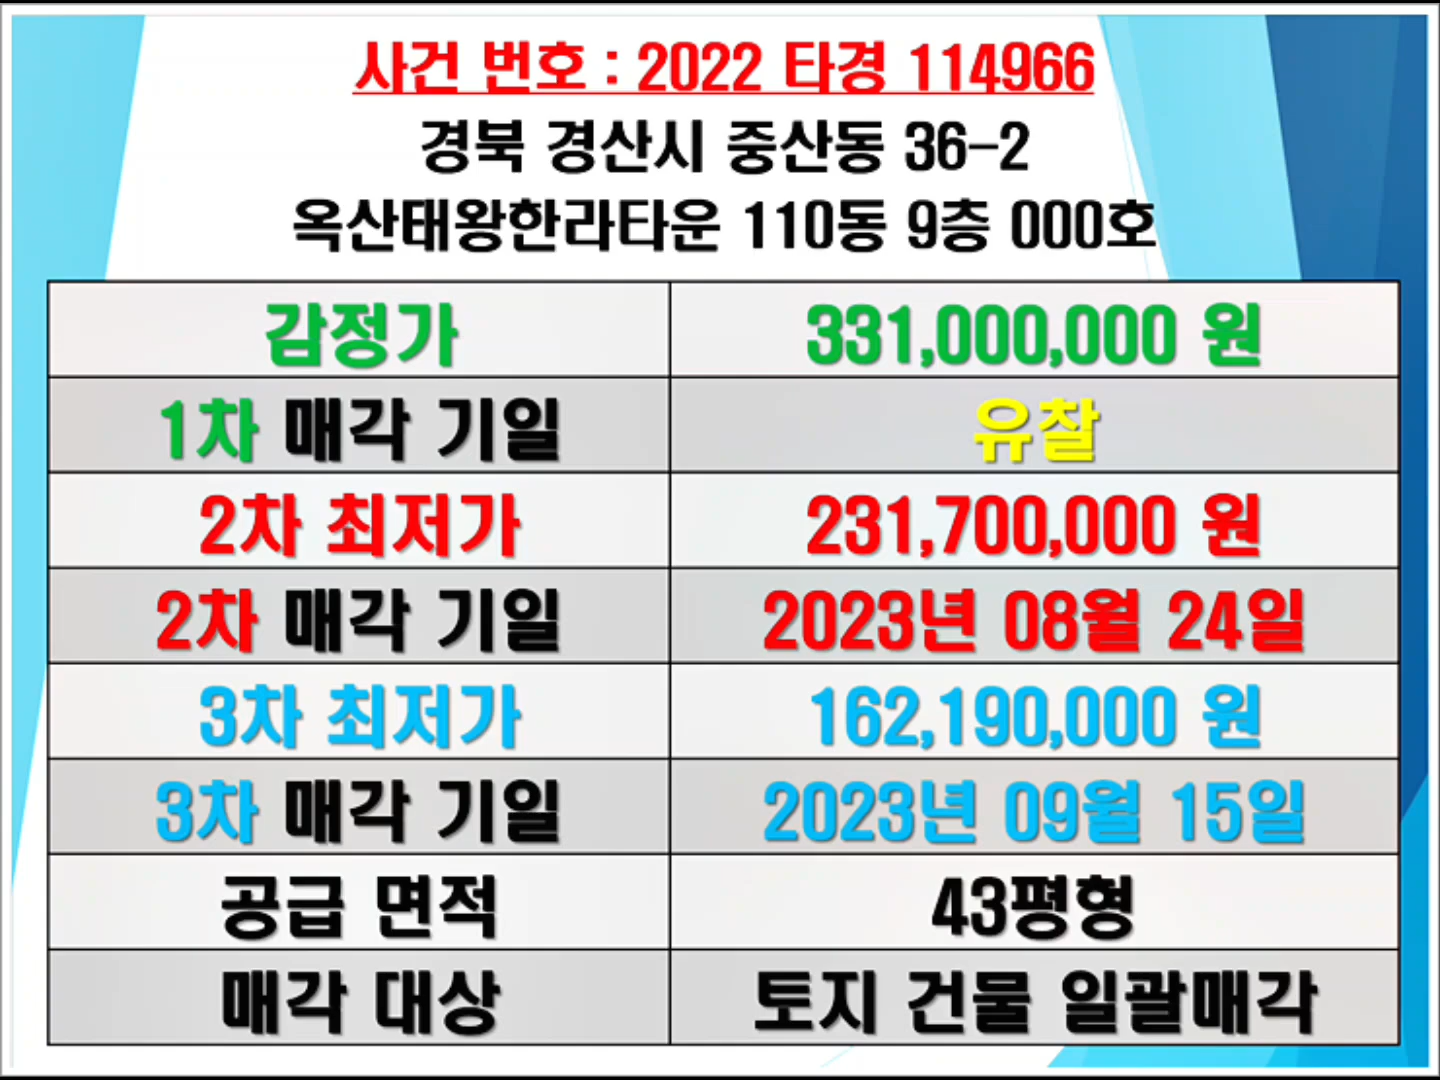 사건 번호 : 2022 타경 114966
경북 경산시 중산동 36-2
옥산태왕한라타운 110동 9층 000호
감정가 331,000,000 원
1차 매각 기일 유찰
2차 최저가 231,700,000 원
2차 매각 기일 2023년 08월 24일
3차 최저가 162,190,000 원
3차 매각 기일 2023년 09월 15일
공급 면적 43평형
매각 대상 토지 건물 일괄매각